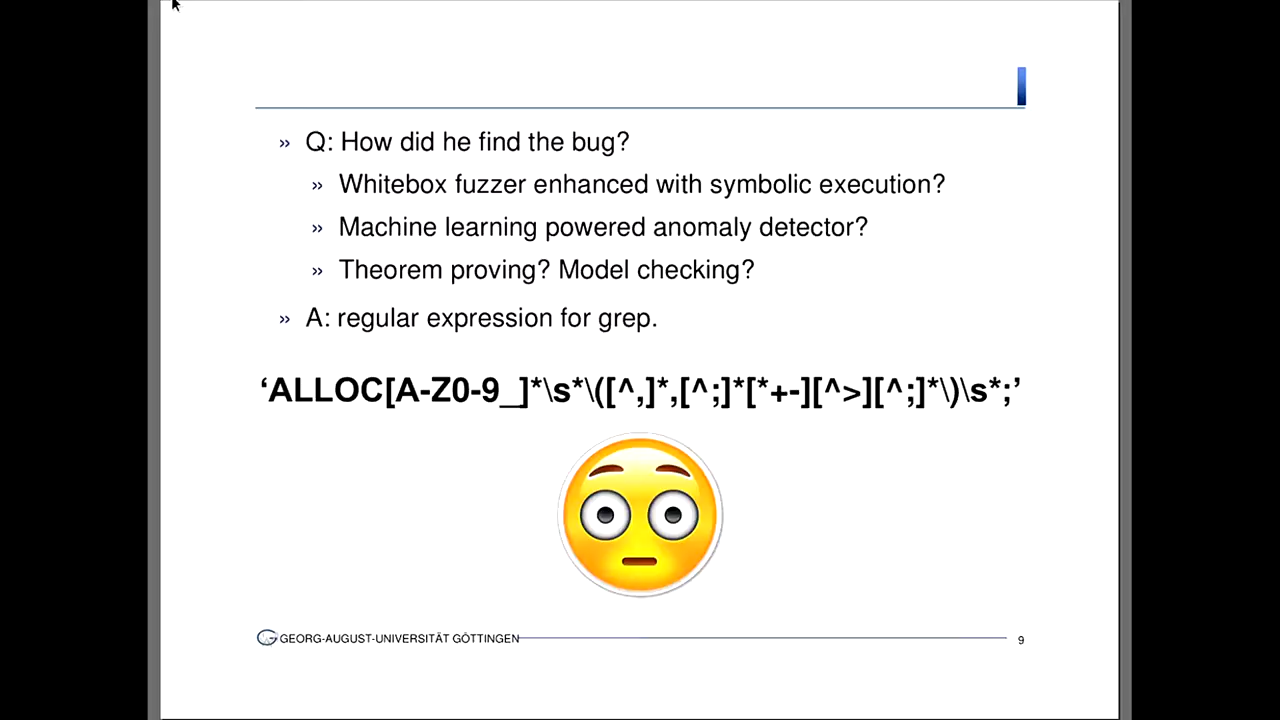 » Q: How did he find the bug?
» Whitebox fuzzer enhanced with symbolic execution?
» Machine learning powered anomaly detector?
» Theorem proving? Model checking?
» A: regular expression for grep.
‘ALLOC[A-Z0-9_]*\s*\([^,]*,[^;]*[*+-][^>][^;]*\)\s*;’
GEORG-AUGUST-UNIVERSITÄT GÖTTINGEN
9